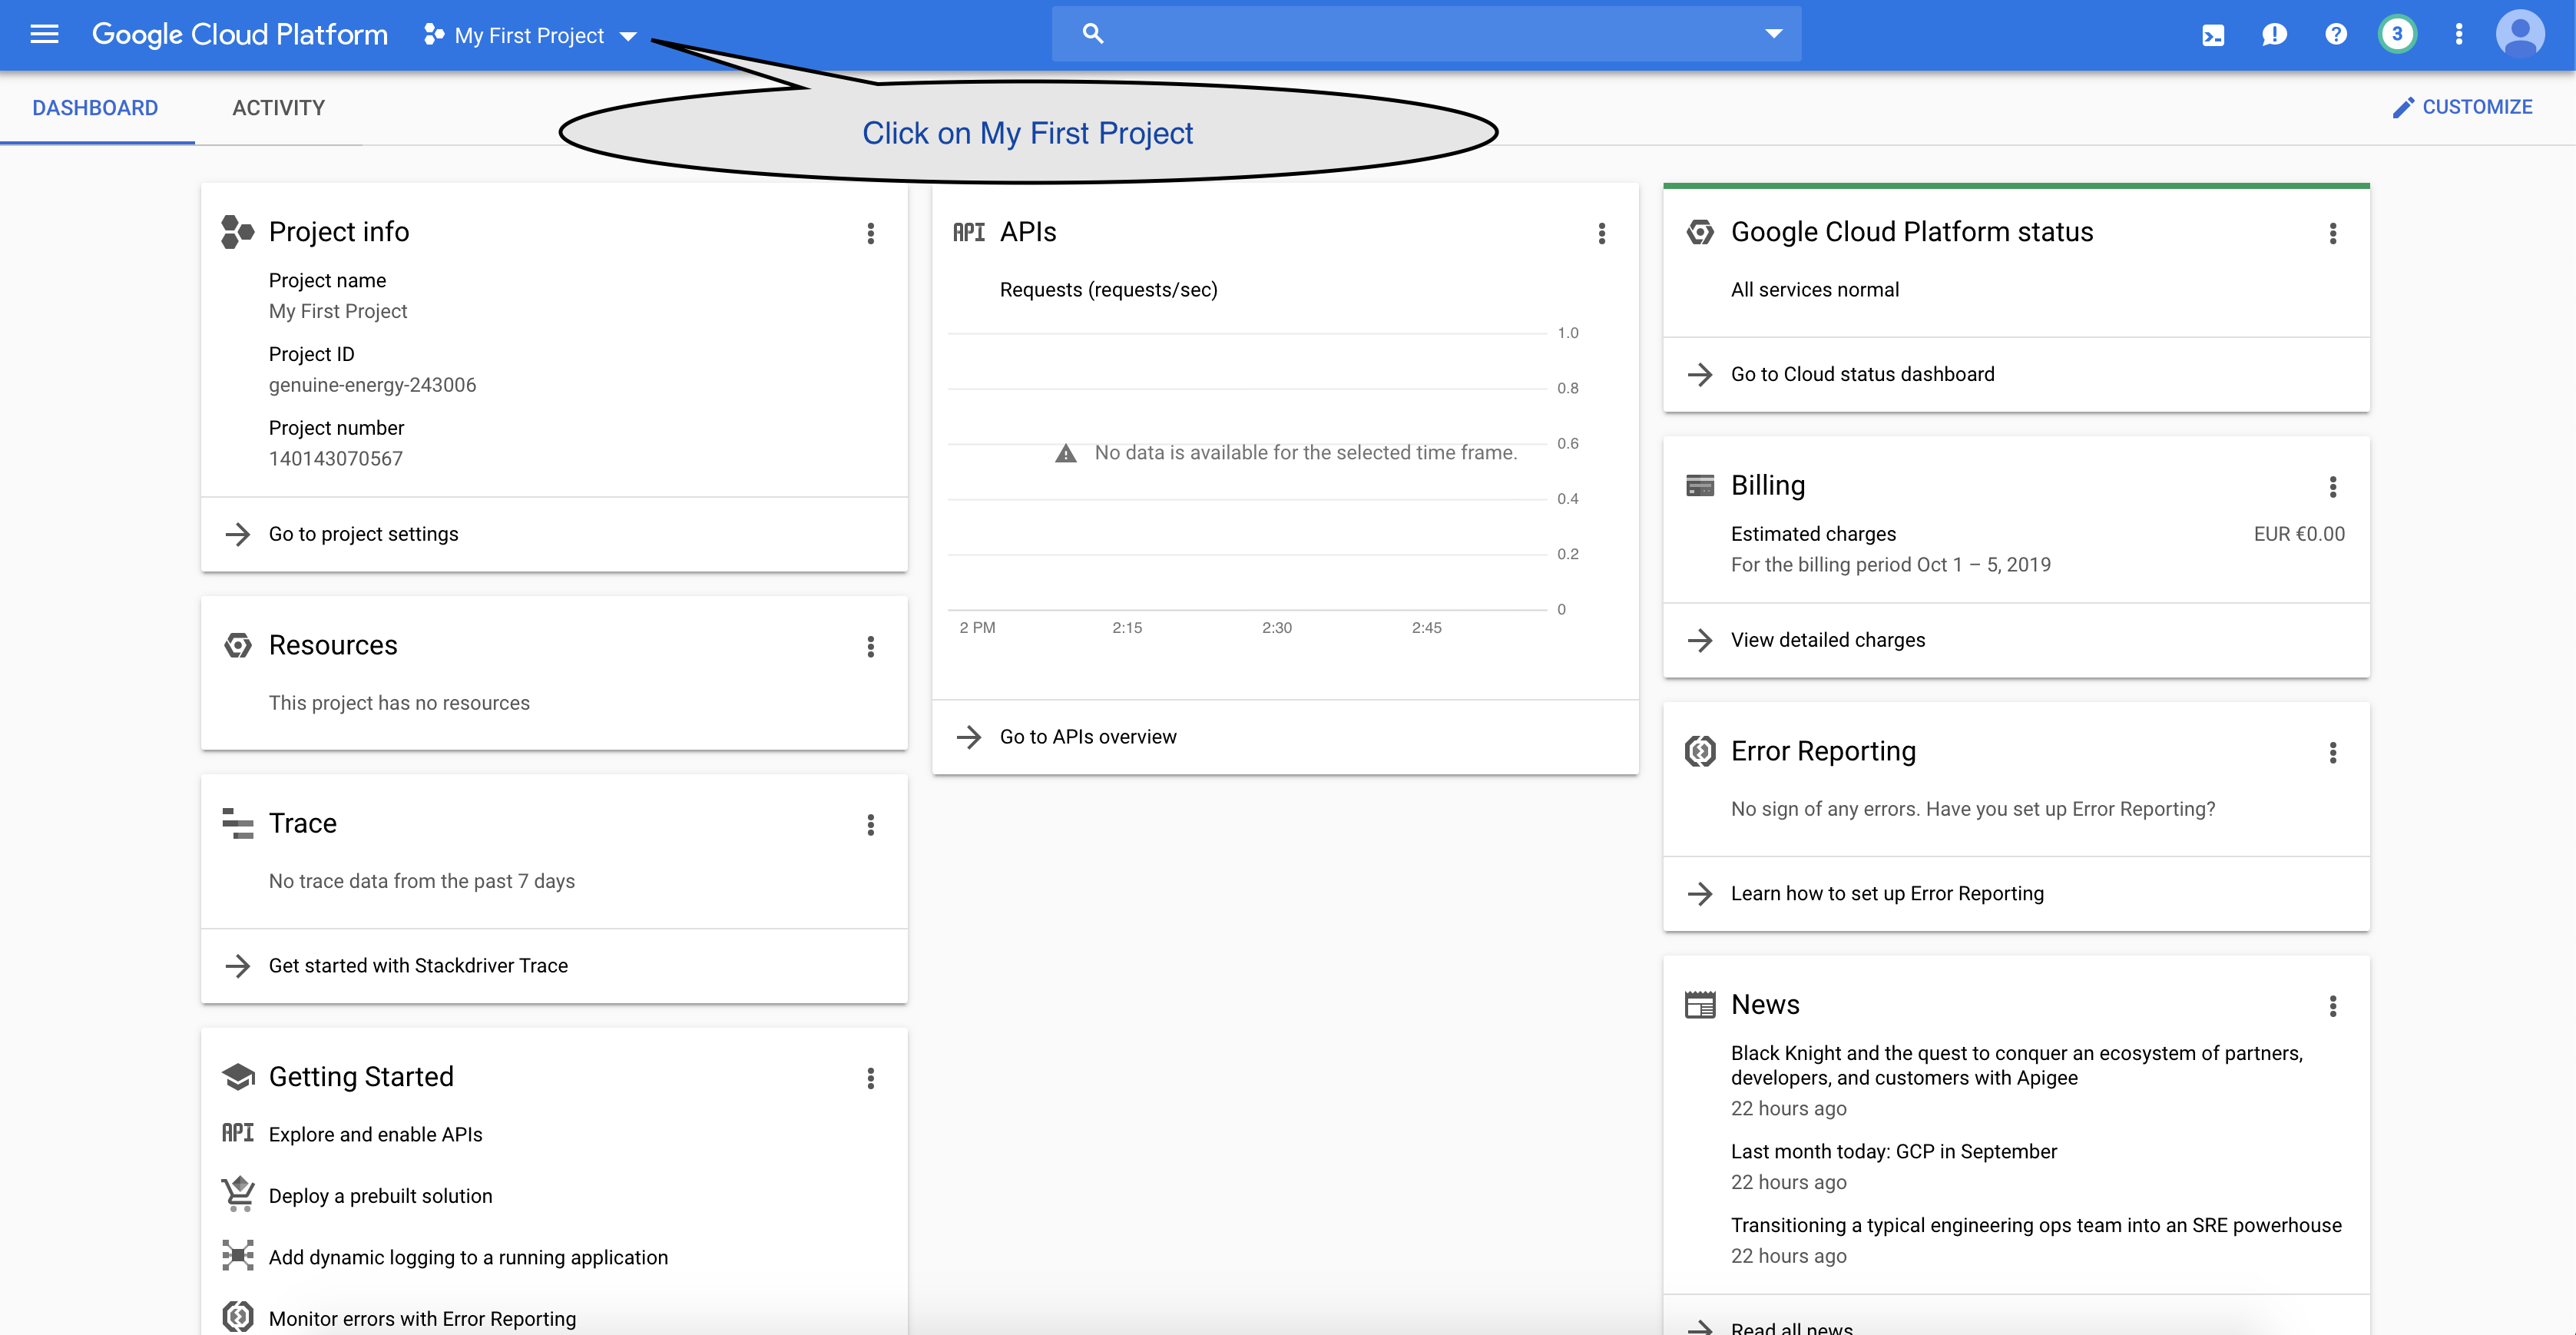 Google Cloud Platform
My First Project
3
DASHBOARD
ACTIVITY
CUSTOMIZE
Click on My First Project
Project info
Project name
My First Project
Project ID
genuine-energy-243006
Project number
140143070567
Go to project settings
Resources
This project has no resources
Trace
No trace data from the past 7 days
Get started with Stackdriver Trace
Getting Started
API Explore and enable APIs
Deploy a prebuilt solution
Add dynamic logging to a running application
Monitor errors with Error Reporting
API APIs
Requests (requests/sec)
1.0
0.8
0.6
No data is available for the selected time frame.
0.4
0.2
0
2 PM 2:15 2:30 2:45
Go to APIs overview
Google Cloud Platform status
All services normal
Go to Cloud status dashboard
Billing
Estimated charges EUR €0.00
For the billing period Oct 1 – 5, 2019
View detailed charges
Error Reporting
No sign of any errors. Have you set up Error Reporting?
Learn how to set up Error Reporting
News
Black Knight and the quest to conquer an ecosystem of partners,
developers, and customers with Apigee
22 hours ago
Last month today: GCP in September
22 hours ago
Transitioning a typical engineering ops team into an SRE powerhouse
22 hours ago
Read all news